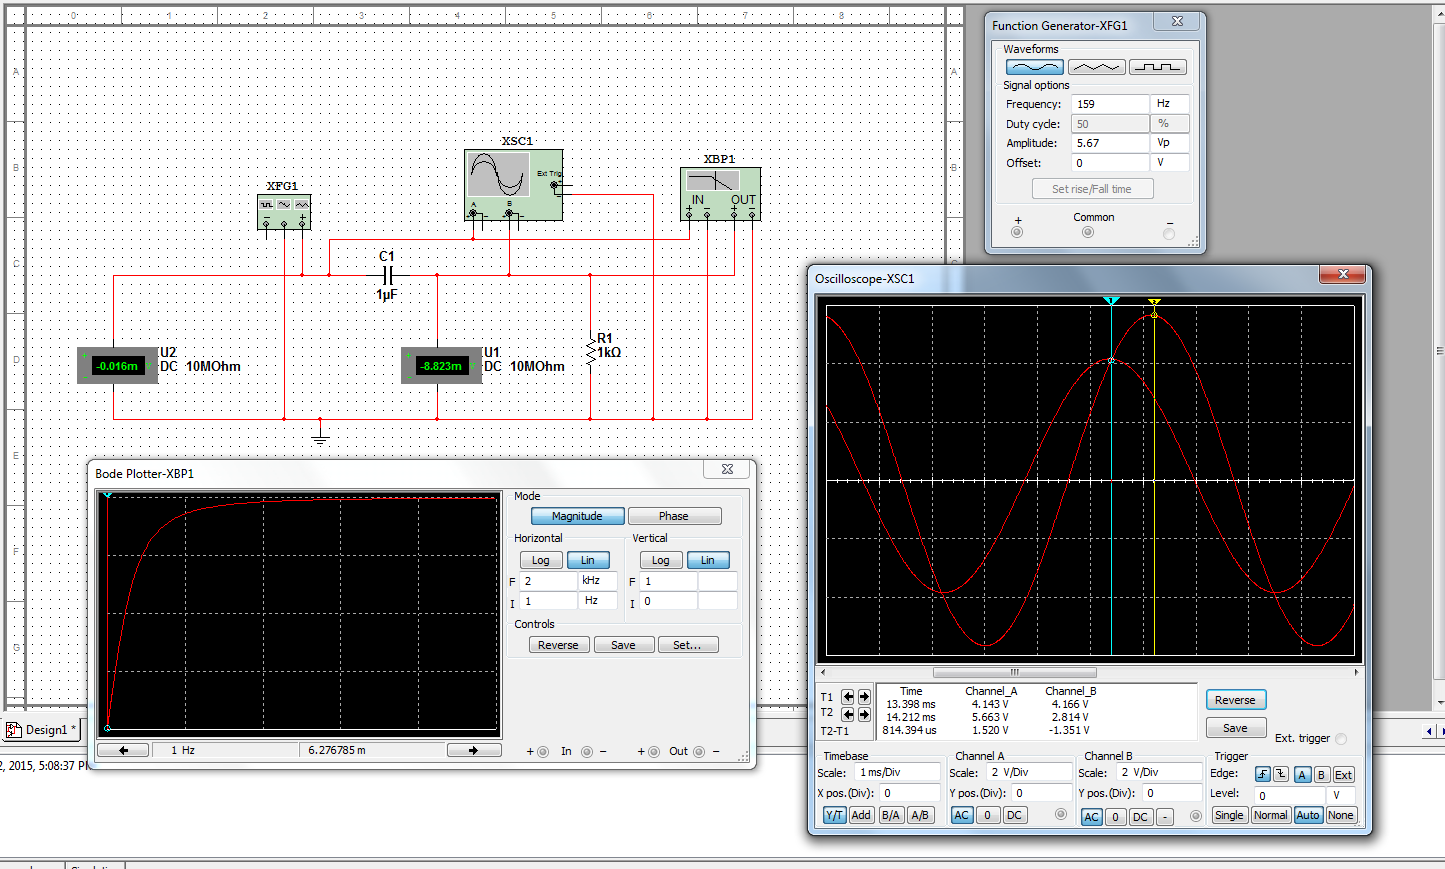 0 1 2 3 4 5 6 7 8
A A
B B
C C
D
E
F
G
XFG1
XSC1
Ext Trig
A B
XBP1
IN OUT
C1
1µF
R1
1kΩ
U2
-0.016m V DC 10MOhm
U1
-8.823m V DC 10MOhm
Function Generator-XFG1
Waveforms
Signal options
Frequency: 159 Hz
Duty cycle: 50 %
Amplitude: 5.67 Vp
Offset: 0 V
Set rise/Fall time
+ Common -
Bode Plotter-XBP1
Mode
Magnitude Phase
Horizontal Vertical
Log Lin Log Lin
F 2 kHz F 1
I 1 Hz I 0
Controls
Reverse Save Set...
1 Hz 6.276785 m
+ In - + Out -
Oscilloscope-XSC1
1 2
Time Channel_A Channel_B
T1 13.398 ms 4.143 V 4.166 V
T2 14.212 ms 5.663 V 2.814 V
T2-T1 814.394 us 1.520 V -1.351 V
Reverse
Save
Ext. trigger
Timebase Channel A Channel B Trigger
Scale: 1 ms/Div Scale: 2 V/Div Scale: 2 V/Div Edge: A B Ext
X pos.(Div): 0 Y pos.(Div): 0 Y pos.(Div): 0 Level: 0 V
Y/T Add B/A A/B AC 0 DC AC 0 DC - Single Normal Auto None
Design1 *
2, 2015, 5:08:37 P